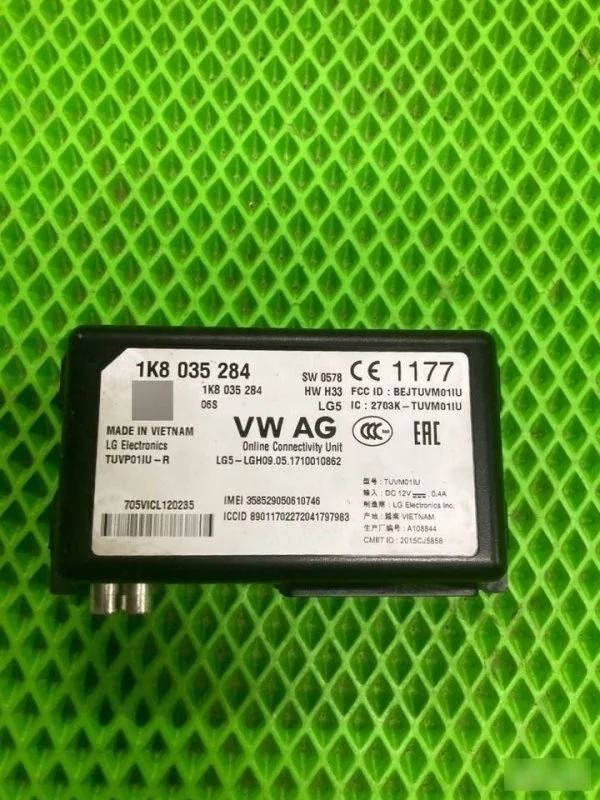 1K8 035 284
1K8 035 284
06S
SW 0578
HW H33
LG5
CE 1177
FCC ID : BEJTUVM01IU
IC : 2703K-TUVM01IU
MADE IN VIETNAM
LG Electronics
TUVP01IU-R
VW AG
Online Connectivity Unit
LG5-LGH09.05.1710010862
CCC
EAC
705VICL120235
IMEI 358529050610746
ICCID 89011702272041797983
型号 : TUVM01IU
输入 : DC 12V 0.4A
制造商 : LG Electronics Inc.
产地 : 越南 VIETNAM
生产厂编号 : A108844
CMIIT ID : 2015CJ5858